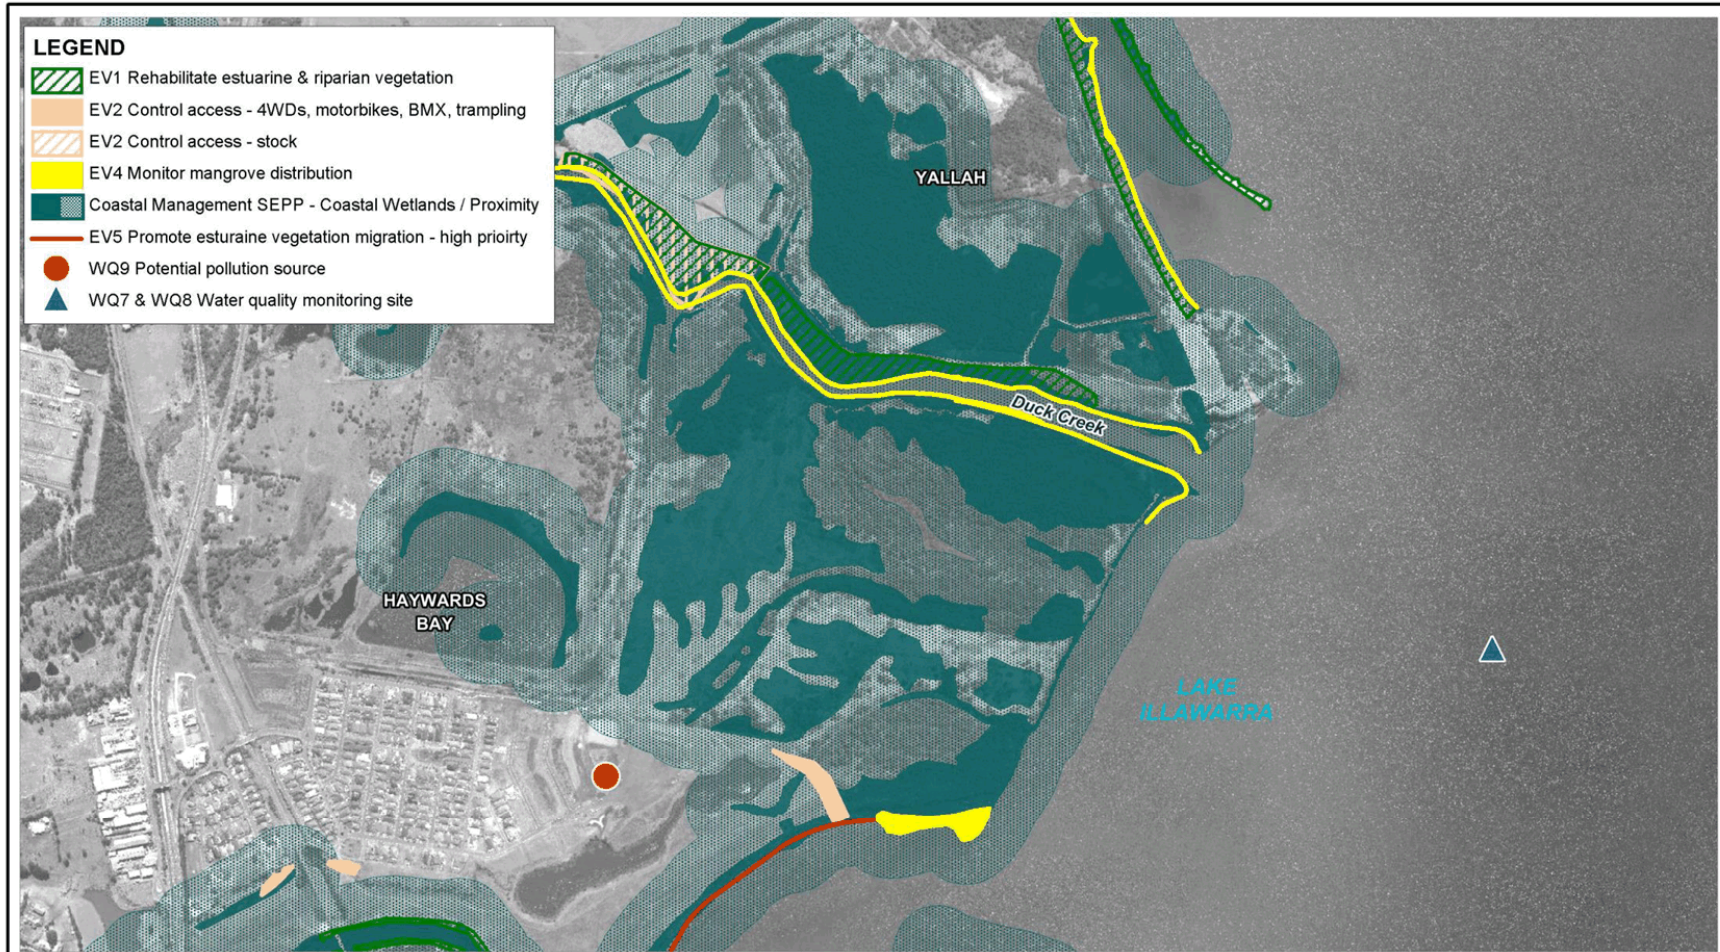 LEGEND
EV1 Rehabilitate estuarine & riparian vegetation
EV2 Control access - 4WDs, motorbikes, BMX, trampling
EV2 Control access - stock
EV4 Monitor mangrove distribution
Coastal Management SEPP - Coastal Wetlands / Proximity
EV5 Promote esturaine vegetation migration - high prioirty
WQ9 Potential pollution source
WQ7 & WQ8 Water quality monitoring site
YALLAH
Duck Creek
HAYWARDS
BAY
LAKE
ILLAWARRA